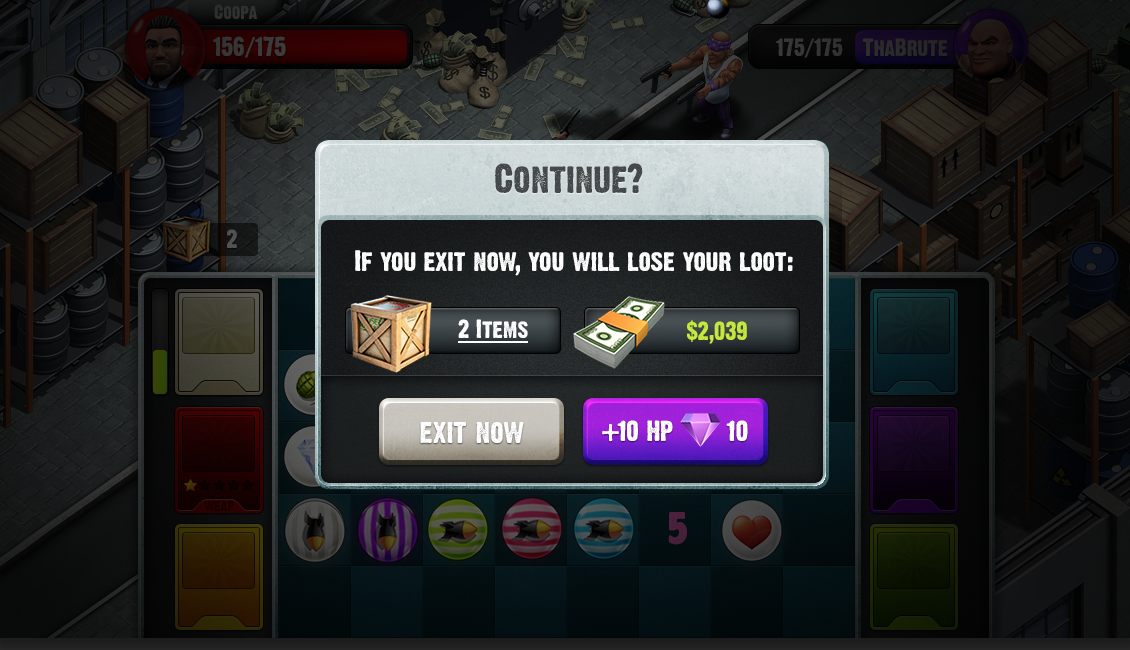 Coopa
156/175
175/175 ThaBrute
Continue?
2
If you exit now, you will lose your loot:
2 Items
$2,039
Exit now
+10 HP 10
5